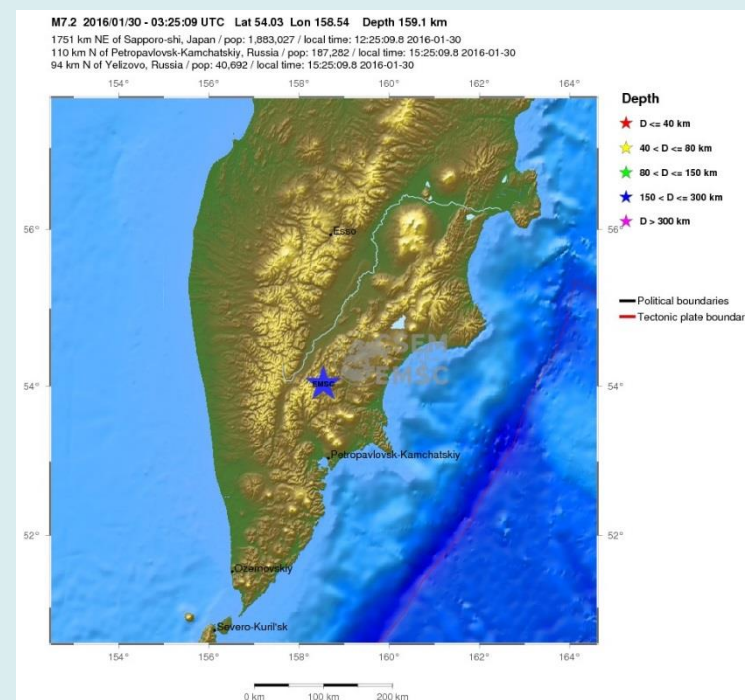 M7.2 2016/01/30 - 03:25:09 UTC Lat 54.03 Lon 158.54 Depth 159.1 km
1751 km NE of Sapporo-shi, Japan / pop: 1,883,027 / local time: 12:25:09.8 2016-01-30
110 km N of Petropavlovsk-Kamchatskiy, Russia / pop: 187,282 / local time: 15:25:09.8 2016-01-30
94 km N of Yelizovo, Russia / pop: 40,692 / local time: 15:25:09.8 2016-01-30
154° 156° 158° 160° 162° 164°
Depth
D <= 40 km
40 < D <= 80 km
80 < D <= 150 km
150 < D <= 300 km
D > 300 km
56° 56°
Esso
Political boundaries
Tectonic plate boundar
CSEM
EMSC
54° 54°
EMSC
Petropavlovsk-Kamchatskiy
52° 52°
Ozernovskiy
Severo-Kuril'sk
154° 156° 158° 160° 162° 164°
0 km 100 km 200 km